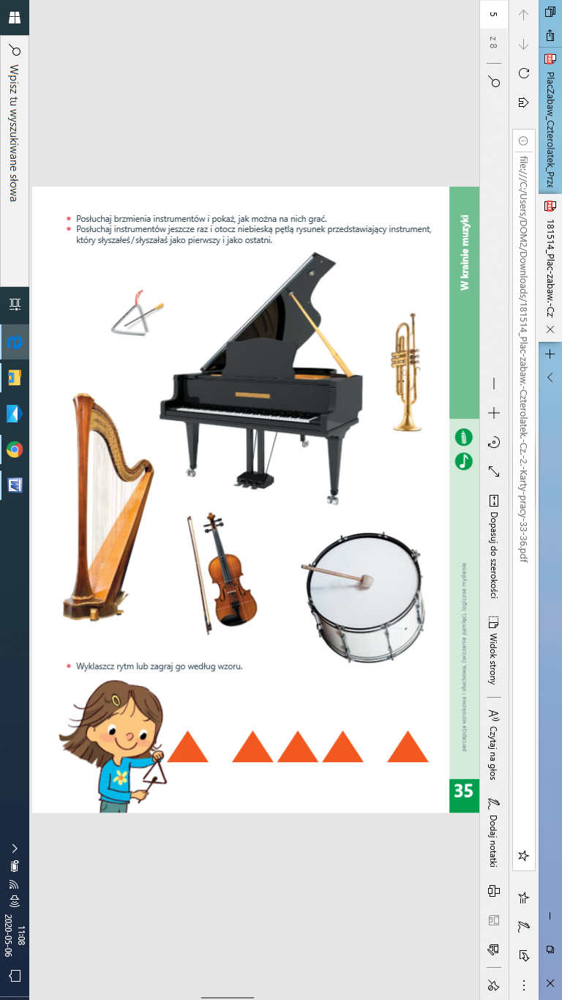 PlacZabaw_Czterolatek_Prze
181514_Plac-zabaw.-Cz
file:///C:/Users/DOM2/Downloads/181514_Plac-zabaw.-Czterolatek.-Cz.-2.-Karty-pracy-33-36.pdf
5 z 8
Dopasuj do szerokości
Widok strony
Czytaj na głos
Dodaj notatki
W krainie muzyki
percepcja wzrokowa i słuchowa, ćwiczenie pamięci, logiczne myślenie
35
• Posłuchaj brzmienia instrumentów i pokaż, jak można na nich grać.
• Posłuchaj instrumentów jeszcze raz i otocz niebieską pętlą rysunek przedstawiający instrument,
który słyszałeś/słyszałaś jako pierwszy i jako ostatni.
• Wyklaszcz rytm lub zagraj go według wzoru.
Wpisz tu wyszukiwane słowa
11:08
2020-05-06